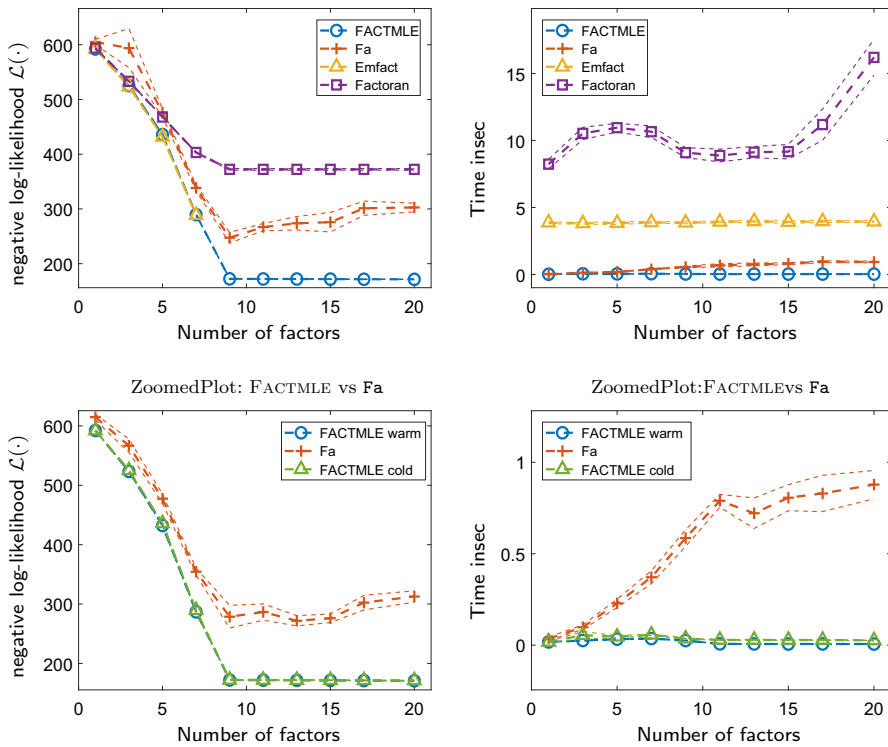 negative log-likelihood ℒ(·)
600
500
400
300
200
0
5
10
15
20
Number of factors
FACTMLE
Fa
Emfact
Factoran
Time insec
15
10
5
0
0
5
10
15
20
Number of factors
FACTMLE
Fa
Emfact
Factoran
ZoomedPlot: FACTMLE vs Fa
negative log-likelihood ℒ(·)
600
500
400
300
200
0
5
10
15
20
Number of factors
FACTMLE warm
Fa
FACTMLE cold
ZoomedPlot:FACTMLEvs Fa
Time insec
1
0.5
0
0
5
10
15
20
Number of factors
FACTMLE warm
Fa
FACTMLE cold